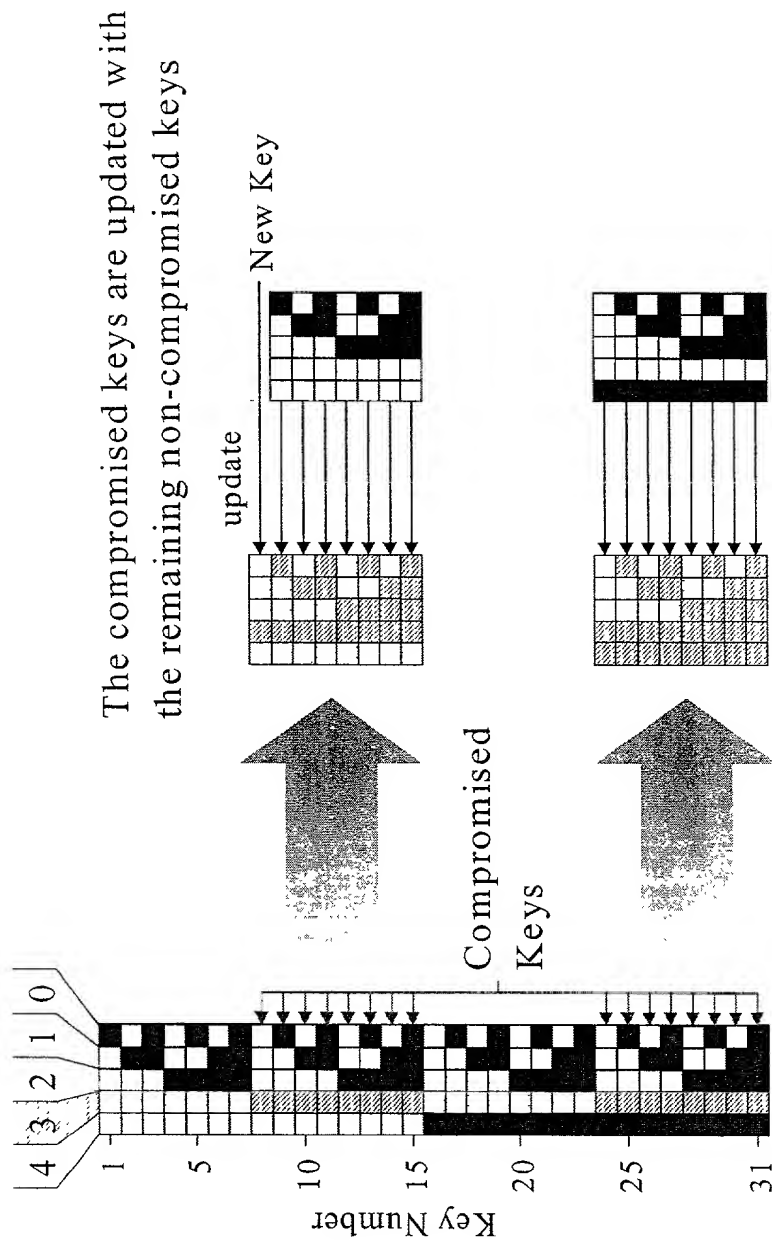 The compromised keys are updated with
the remaining non-compromised keys
New Key
update
Compromised
Keys
4 3 2 1 0
1
5
10
15
20
25
31
Key Number